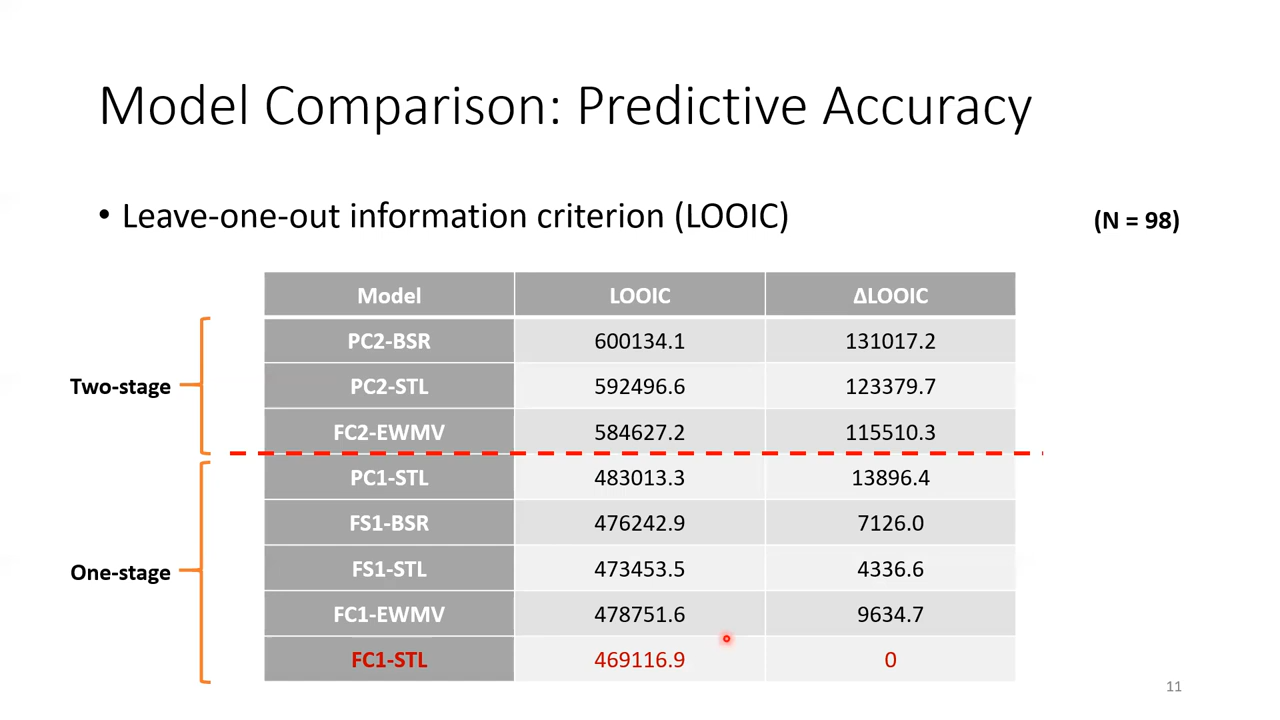 Model Comparison: Predictive Accuracy
• Leave-one-out information criterion (LOOIC)
(N = 98)
Model LOOIC ΔLOOIC
PC2-BSR 600134.1 131017.2
Two-stage
PC2-STL 592496.6 123379.7
FC2-EWMV 584627.2 115510.3
PC1-STL 483013.3 13896.4
FS1-BSR 476242.9 7126.0
One-stage
FS1-STL 473453.5 4336.6
FC1-EWMV 478751.6 9634.7
FC1-STL 469116.9 0
11